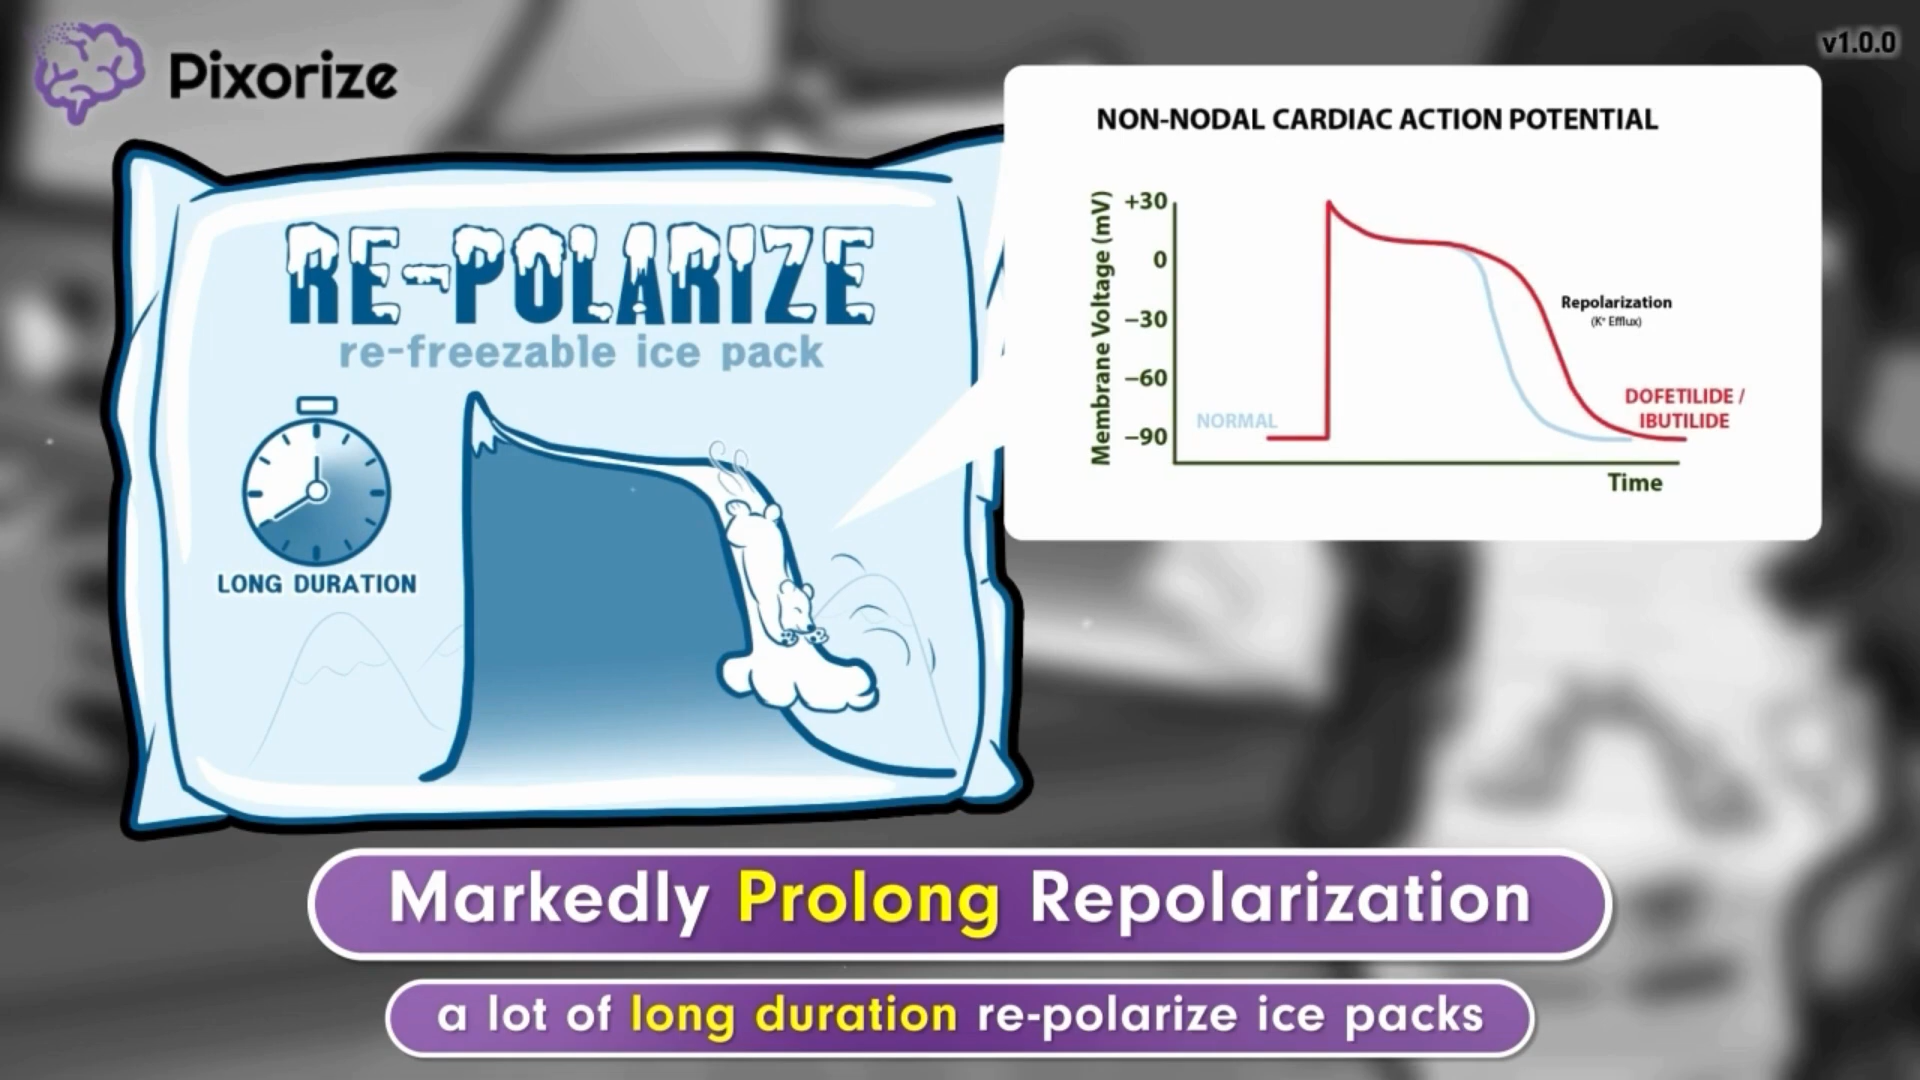 Pixorize
v1.0.0
RE-POLARIZE
re-freezable ice pack
LONG DURATION
NON-NODAL CARDIAC ACTION POTENTIAL
Membrane Voltage (mV)
+30
0
−30
−60
−90
NORMAL
Repolarization
(K⁺ Efflux)
DOFETILIDE /
IBUTILIDE
Time
Markedly Prolong Repolarization
a lot of long duration re-polarize ice packs